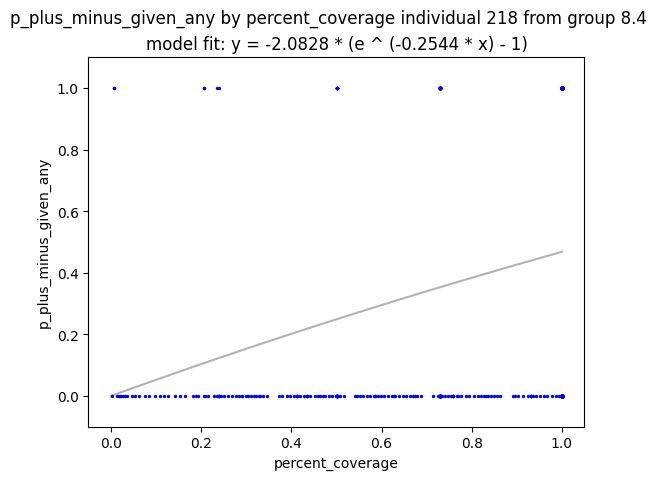 p_plus_minus_given_any by percent_coverage individual 218 from group 8.4
model fit: y = -2.0828 * (e ^ (-0.2544 * x) - 1)
1.0
0.8
0.6
0.4
0.2
0.0
p_plus_minus_given_any
0.0 0.2 0.4 0.6 0.8 1.0
percent_coverage